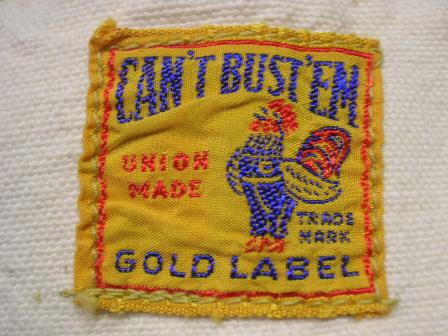 CAN'T BUST'EM
UNION
MADE
TRADE
MARK
GOLD LABEL